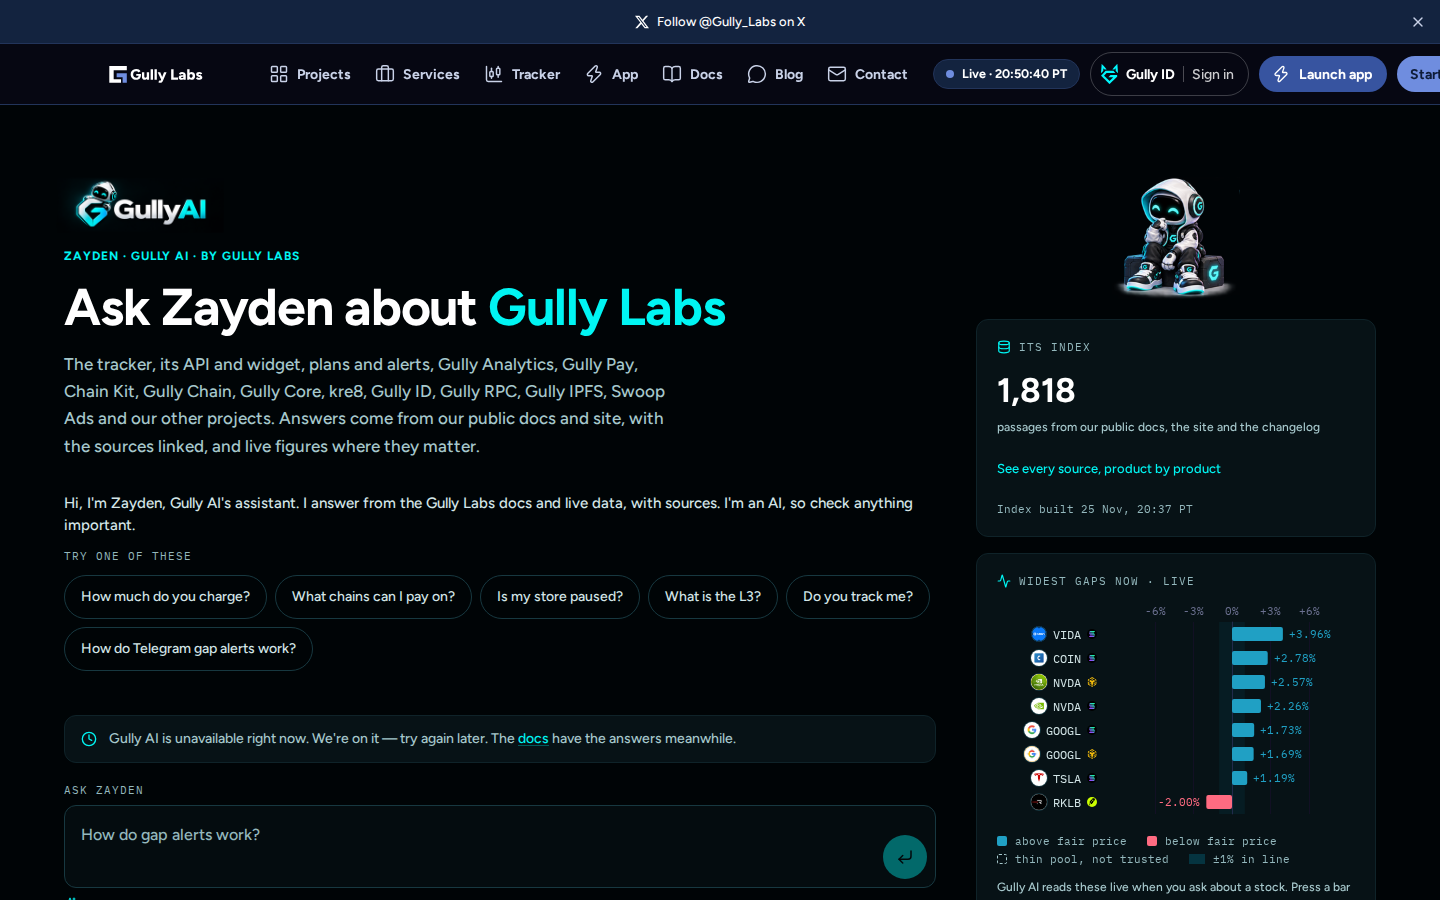 Follow @Gully_Labs on X
Gully Labs
Projects
Services
Tracker
App
Docs
Blog
Contact
Live · 20:50:40 PT
Gully ID
Sign in
Launch app
Start
GullyAI
ZAYDEN · GULLY AI · BY GULLY LABS
Ask Zayden about Gully Labs
The tracker, its API and widget, plans and alerts, Gully Analytics, Gully Pay,
Chain Kit, Gully Chain, Gully Core, kre8, Gully ID, Gully RPC, Gully IPFS, Swoop
Ads and our other projects. Answers come from our public docs and site, with
the sources linked, and live figures where they matter.
Hi, I'm Zayden, Gully AI's assistant. I answer from the Gully Labs docs and live data, with sources. I'm an AI, so check anything
important.
TRY ONE OF THESE
How much do you charge?
What chains can I pay on?
Is my store paused?
What is the L3?
Do you track me?
How do Telegram gap alerts work?
Gully AI is unavailable right now. We're on it — try again later. The docs have the answers meanwhile.
ASK ZAYDEN
How do gap alerts work?
ITS INDEX
1,818
passages from our public docs, the site and the changelog
See every source, product by product
Index built 25 Nov, 20:37 PT
WIDEST GAPS NOW · LIVE
-6% -3% 0% +3% +6%
VIDA +3.96%
COIN +2.78%
NVDA +2.57%
NVDA +2.26%
GOOGL +1.73%
GOOGL +1.69%
TSLA +1.19%
RKLB -2.00%
above fair price
below fair price
thin pool, not trusted
±1% in line
Gully AI reads these live when you ask about a stock. Press a bar